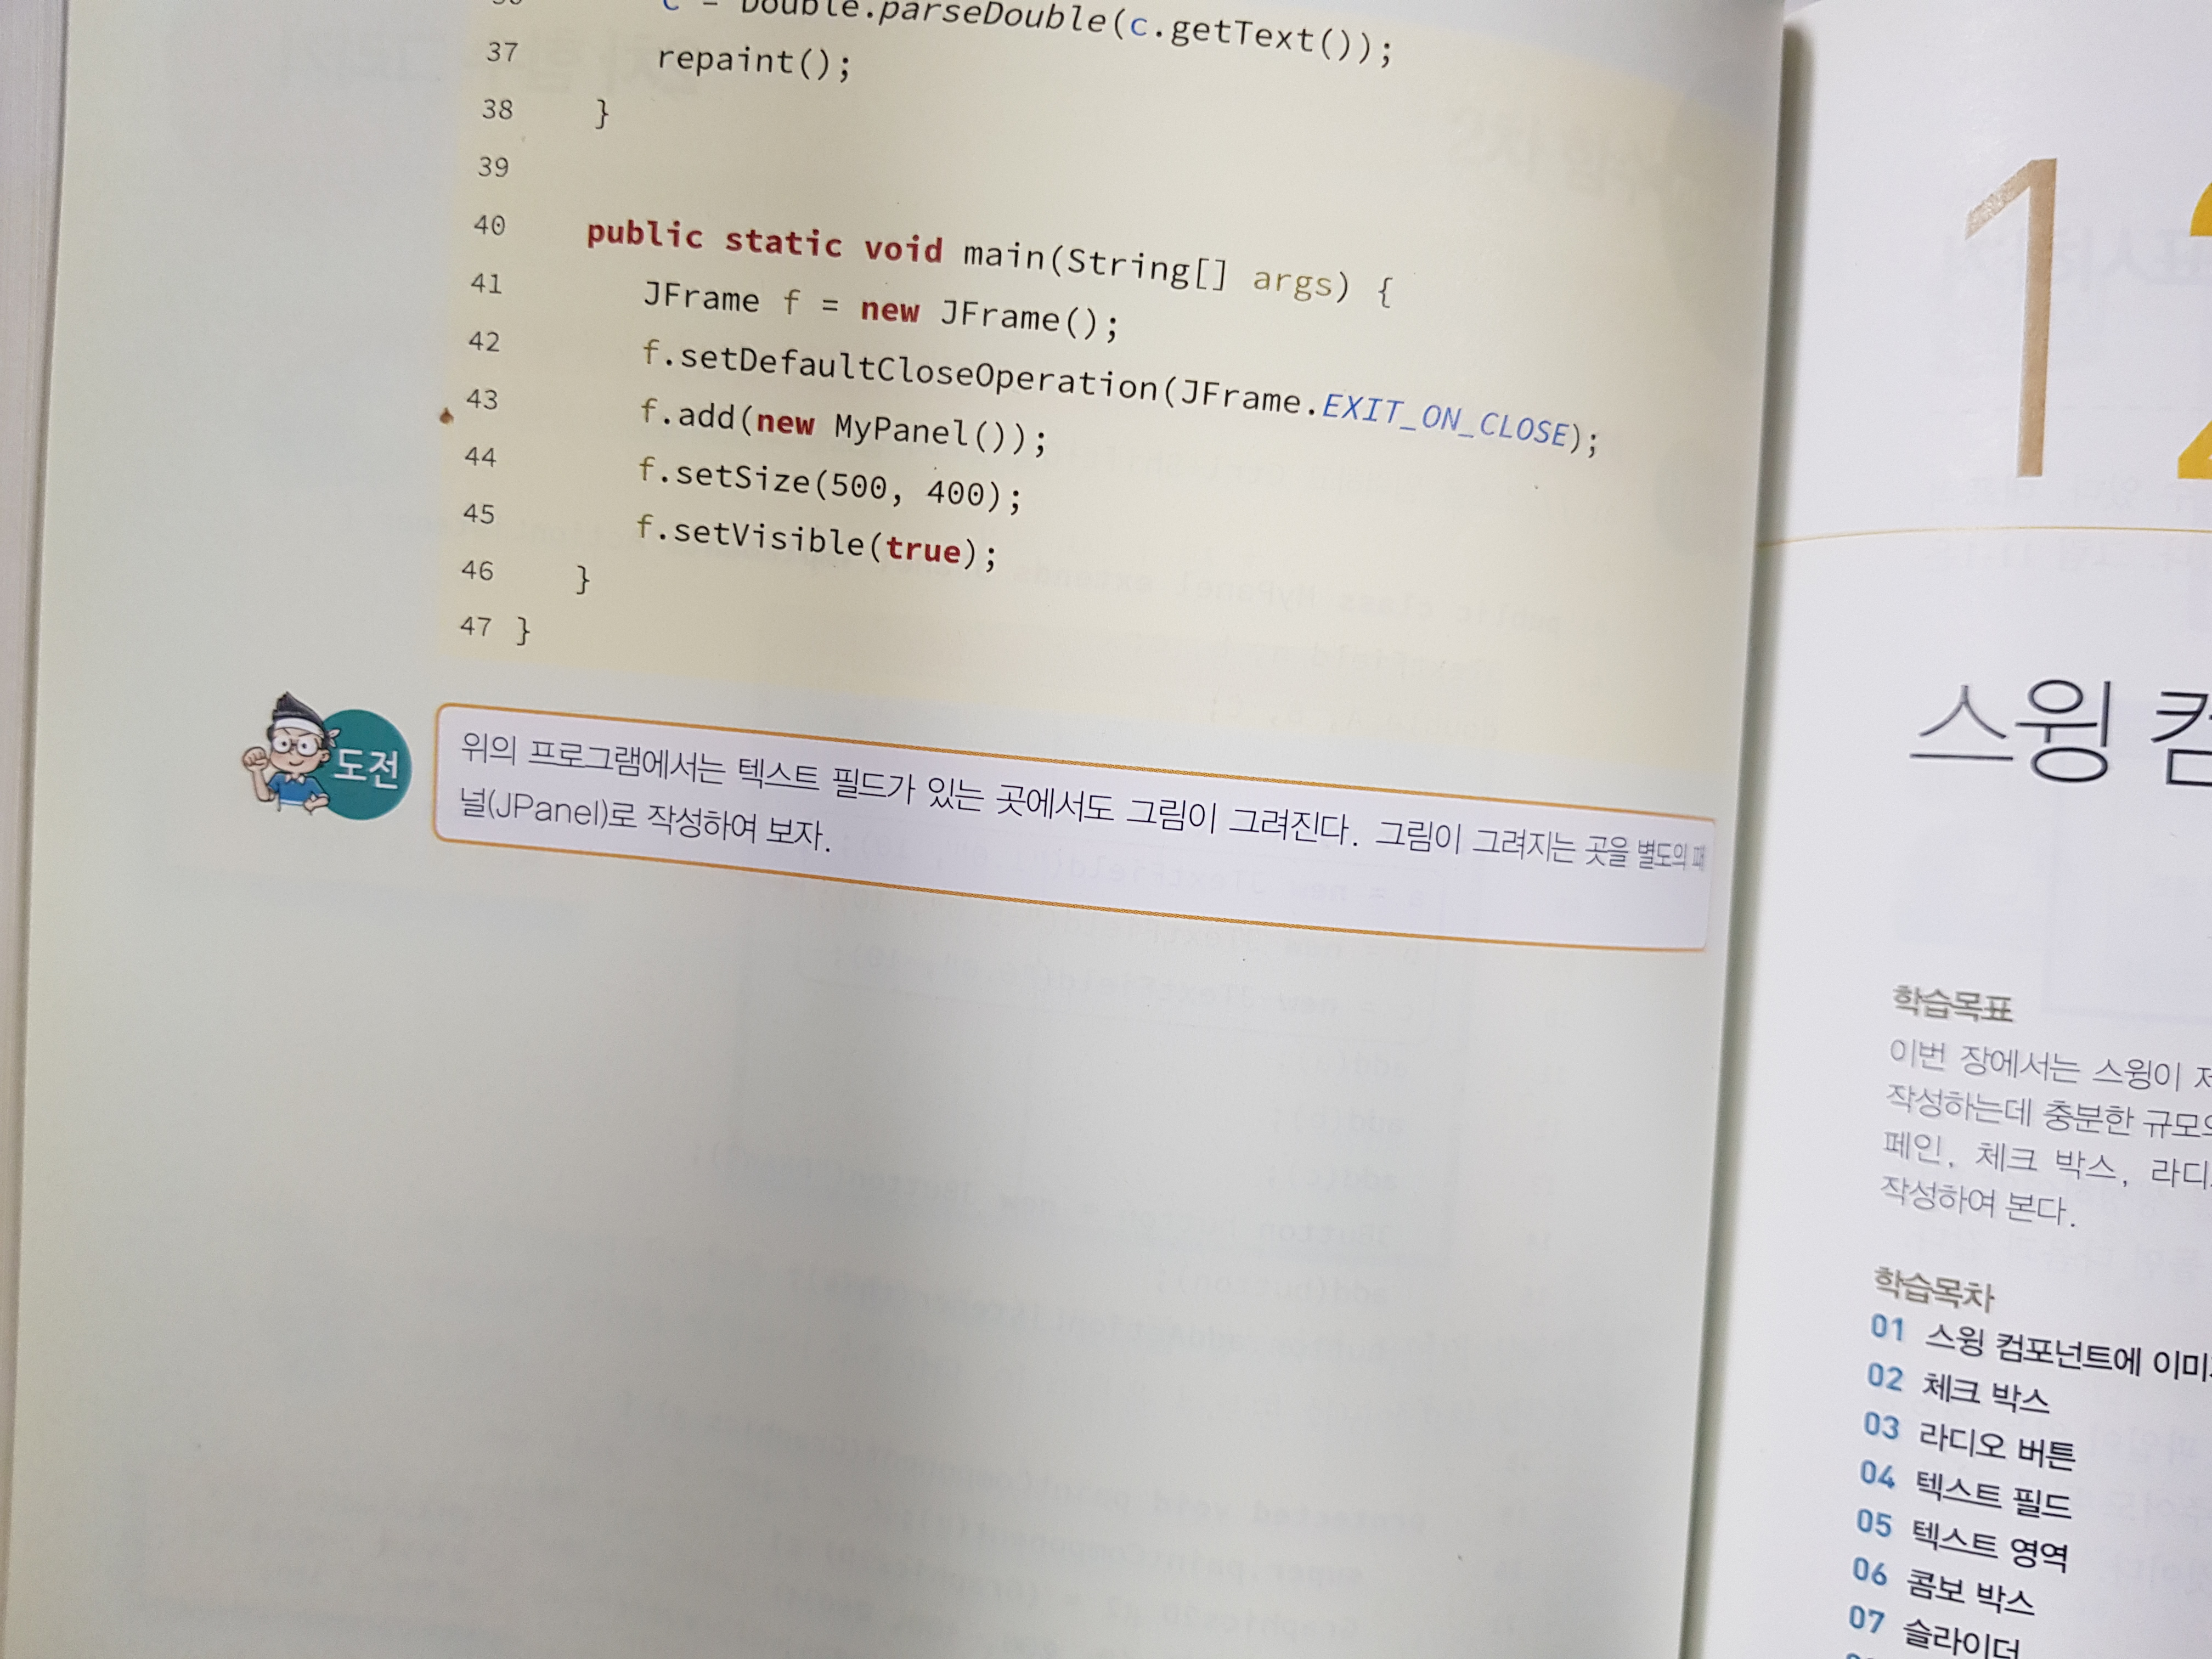 c = Double.parseDouble(c.getText());
37 repaint();
38 }
39
40 public static void main(String[] args) {
41 JFrame f = new JFrame();
42 f.setDefaultCloseOperation(JFrame.EXIT_ON_CLOSE);
43 f.add(new MyPanel());
44 f.setSize(500, 400);
45 f.setVisible(true);
46 }
47 }
도전
위의 프로그램에서는 텍스트 필드가 있는 곳에서도 그림이 그려진다. 그림이 그려지는 곳을 별도의 패
널(JPanel)로 작성하여 보자.
1
스윙
학습목표
이번 장에서는 스윙이
작성하는데 충분한 규모의
페인, 체크 박스, 라디
작성하여 본다.
학습목차
01 스윙 컴포넌트에 이미
02 체크 박스
03 라디오 버튼
04 텍스트 필드
05 텍스트 영역
06 콤보 박스
07 슬라이더